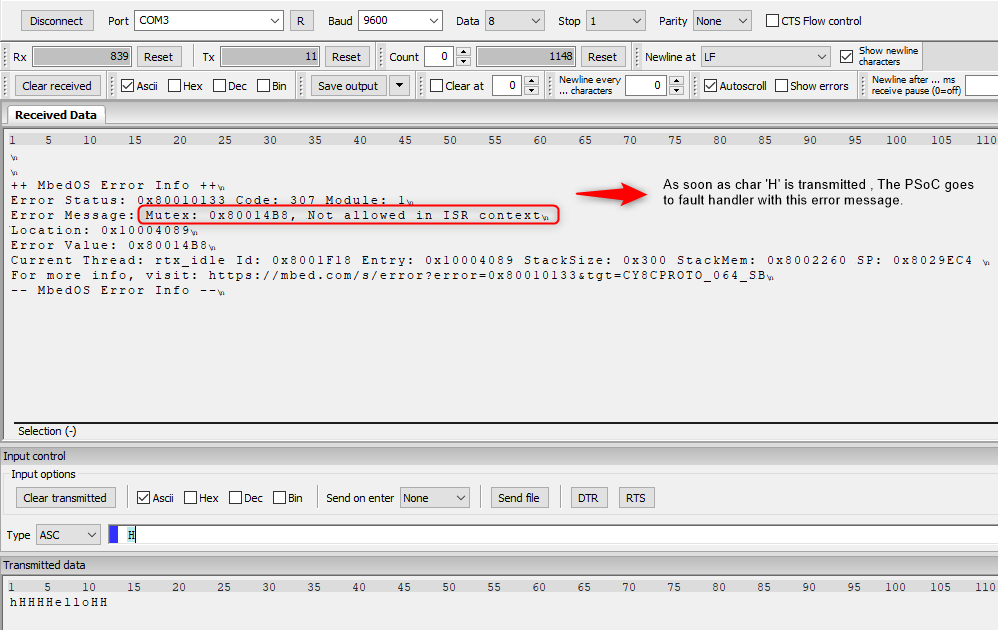 Disconnect Port COM3 R Baud 9600 Data 8 Stop 1 Parity None CTS Flow control
Rx 839 Reset Tx 11 Reset Count 0 1148 Reset Newline at LF Show newline characters
Clear received Ascii Hex Dec Bin Save output Clear at 0 Newline every ... characters 0 Autoscroll Show errors Newline after ... ms receive pause (0=off)
Received Data
1 5 10 15 20 25 30 35 40 45 50 55 60 65 70 75 80 85 90 95 100 105 110
\n
\n
++ MbedOS Error Info ++\n
Error Status: 0x80010133 Code: 307 Module: 1\n
Error Message: Mutex: 0x80014B8, Not allowed in ISR context\n
Location: 0x10004089\n
Error Value: 0x80014B8\n
Current Thread: rtx_idle Id: 0x8001F18 Entry: 0x10004089 StackSize: 0x300 StackMem: 0x8002260 SP: 0x8029EC4 \n
For more info, visit: https://mbed.com/s/error?error=0x80010133&tgt=CY8CPROTO_064_SB\n
-- MbedOS Error Info --\n
As soon as char 'H' is transmitted , The PSoC goes
to fault handler with this error message.
Selection (-)
Input control
Input options
Clear transmitted Ascii Hex Dec Bin Send on enter None Send file DTR RTS
Type ASC H
Transmitted data
1 5 10 15 20 25 30 35 40 45 50 55 60 65 70 75 80 85 90 95 100 105 110
hHHHHelloHH